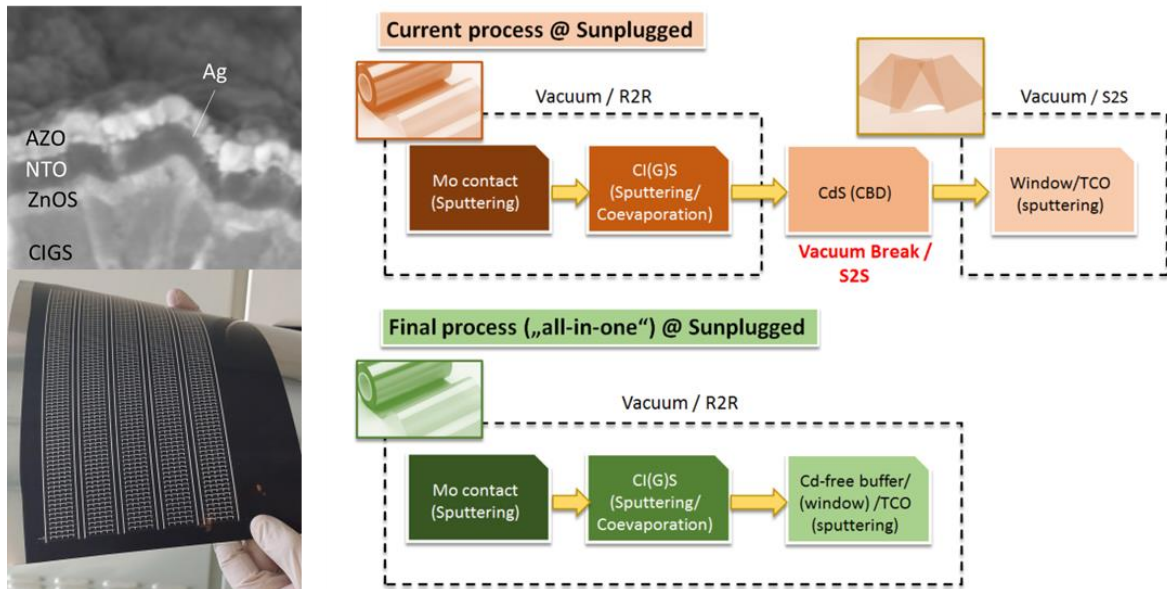 Ag
AZO
NTO
ZnOS
CIGS
Current process @ Sunplugged
Vacuum / R2R
Vacuum / S2S
Mo contact
(Sputtering)
CI(G)S
(Sputtering/
Coevaporation)
CdS (CBD)
Window/TCO
(sputtering)
Vacuum Break /
S2S
Final process („all-in-one“) @ Sunplugged
Vacuum / R2R
Mo contact
(Sputtering)
CI(G)S
(Sputtering/
Coevaporation)
Cd-free buffer/
(window) /TCO
(sputtering)